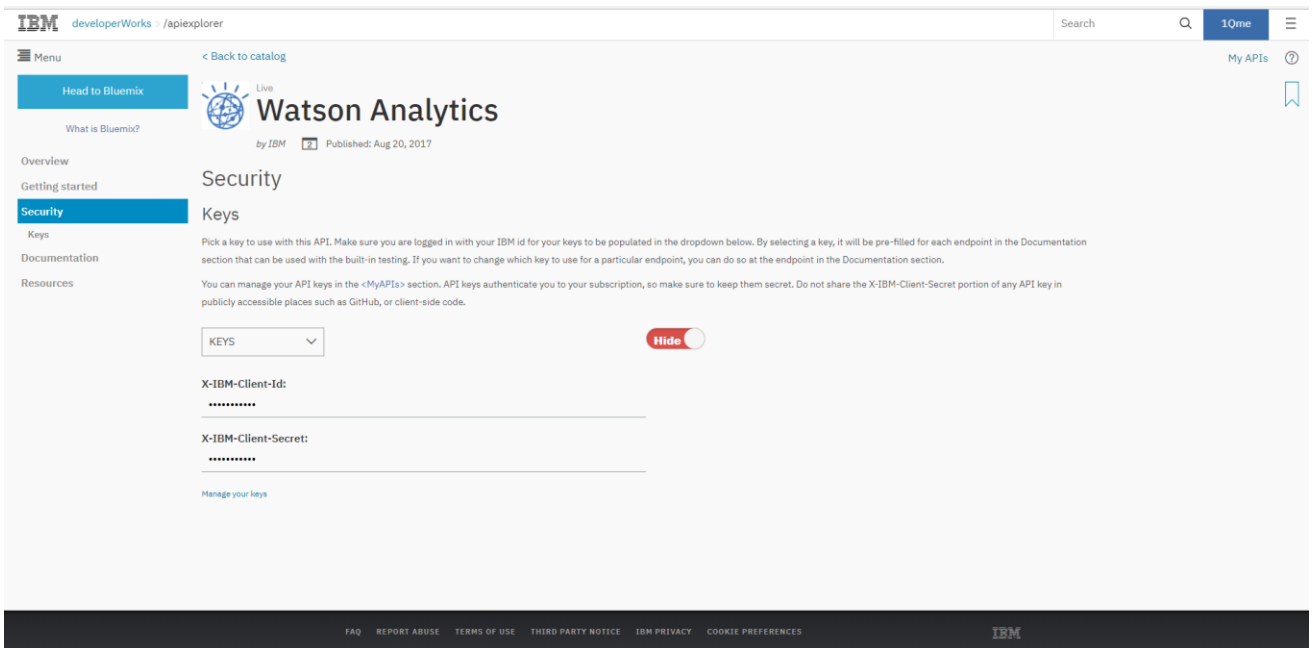 IBM developerWorks > /apiexplorer Search 1Qme
Menu < Back to catalog My APIs ?
Head to Bluemix
What is Bluemix?
Overview
Getting started
Security
Keys
Documentation
Resources
Live
Watson Analytics
by IBM 2 Published: Aug 20, 2017
Security
Keys
Pick a key to use with this API. Make sure you are logged in with your IBM id for your keys to be populated in the dropdown below. By selecting a key, it will be pre-filled for each endpoint in the Documentation
section that can be used with the built-in testing. If you want to change which key to use for a particular endpoint, you can do so at the endpoint in the Documentation section.
You can manage your API keys in the <MyAPIs> section. API keys authenticate you to your subscription, so make sure to keep them secret. Do not share the X-IBM-Client-Secret portion of any API key in
publicly accessible places such as GitHub, or client-side code.
KEYS Hide
X-IBM-Client-Id:
•••••••••••
X-IBM-Client-Secret:
•••••••••••
Manage your keys
FAQ REPORT ABUSE TERMS OF USE THIRD PARTY NOTICE IBM PRIVACY COOKIE PREFERENCES IBM